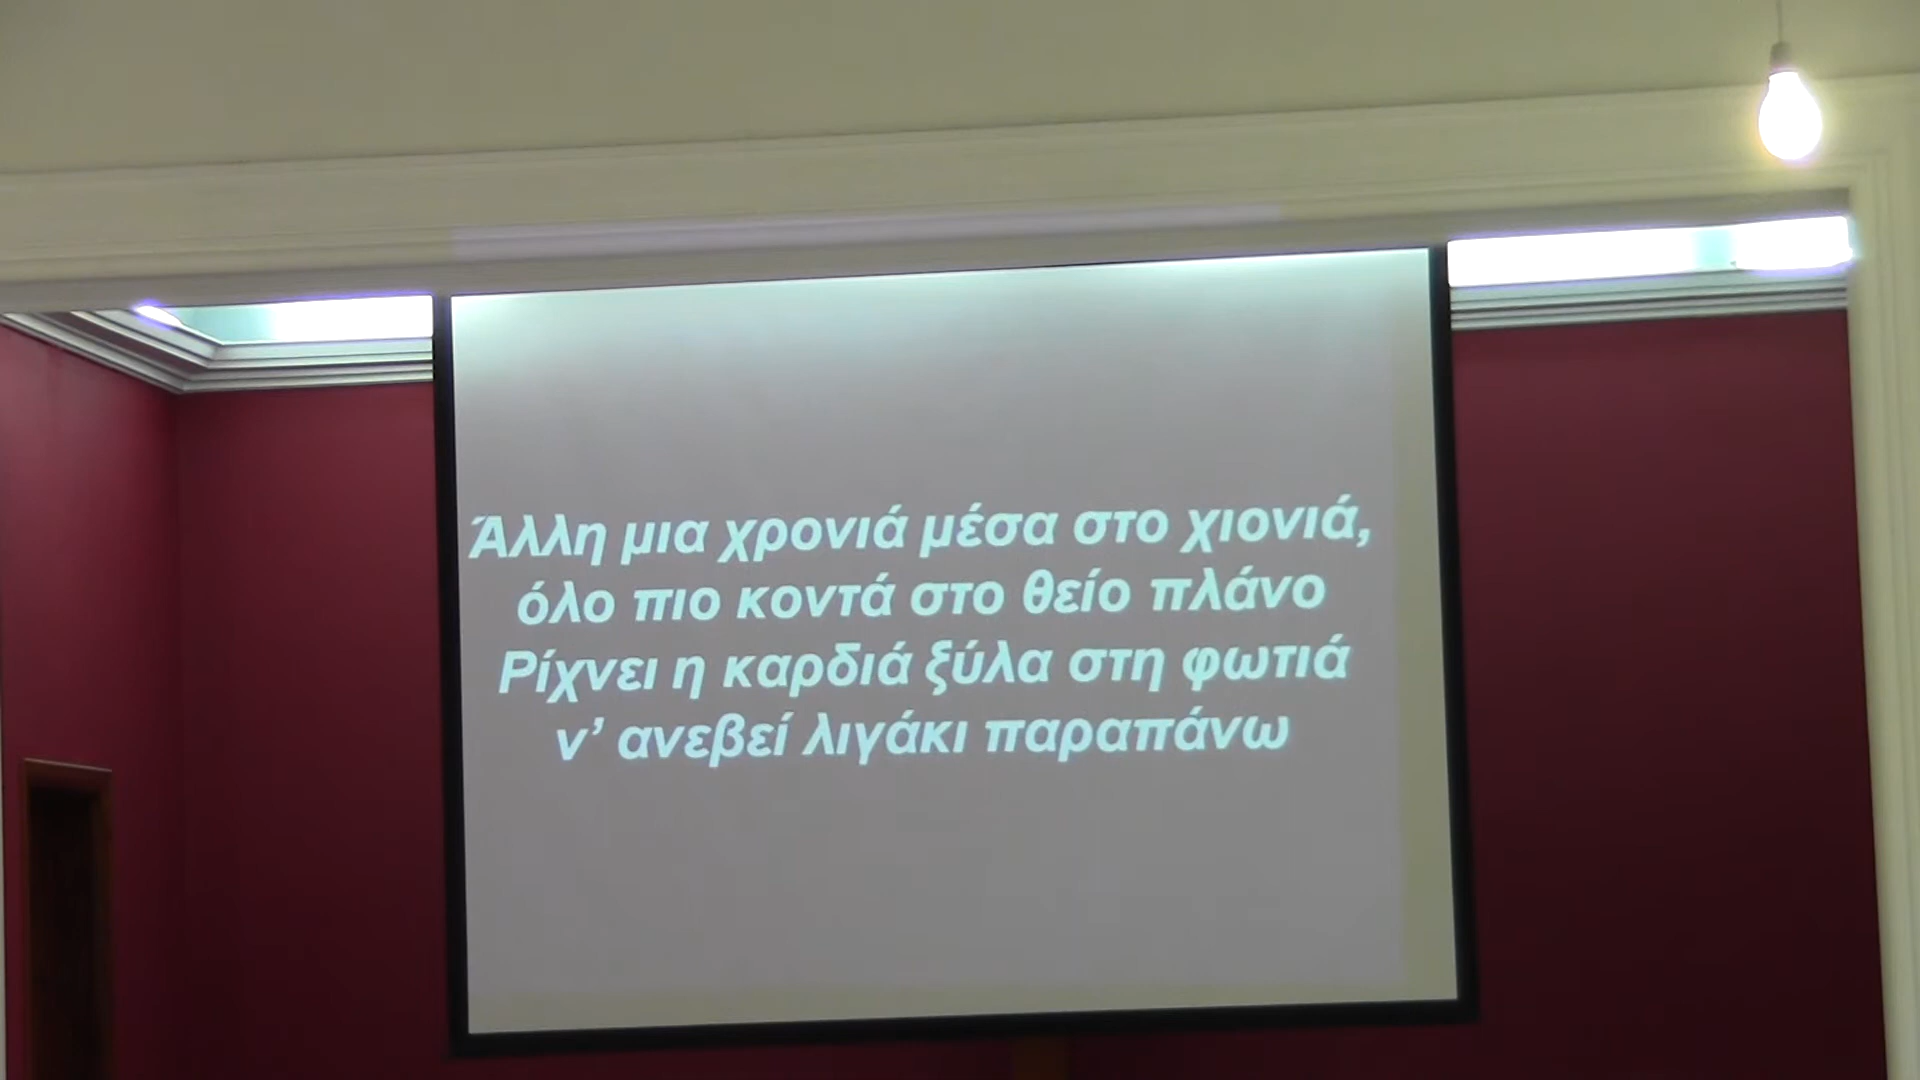 Άλλη μια χρονιά μέσα στο χιονιά,
όλο πιο κοντά στο θείο πλάνο
Ρίχνει η καρδιά ξύλα στη φωτιά
ν’ ανεβεί λιγάκι παραπάνω